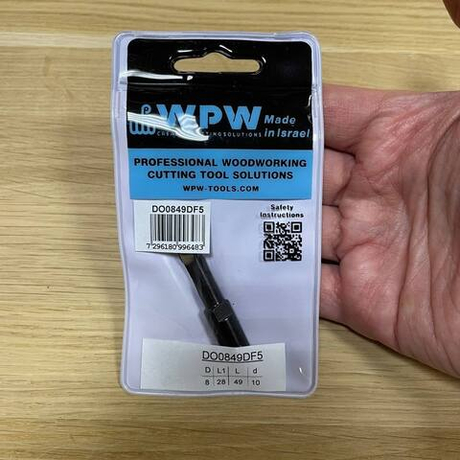 WPW
Made
in Israel
PROFESSIONAL WOODWORKING
CUTTING TOOL SOLUTIONS
WPW-TOOLS.COM
DO0849DF5
7 296180 996483
Safety
Instructions
DO0849DF5
D L1 L d
8 28 49 10